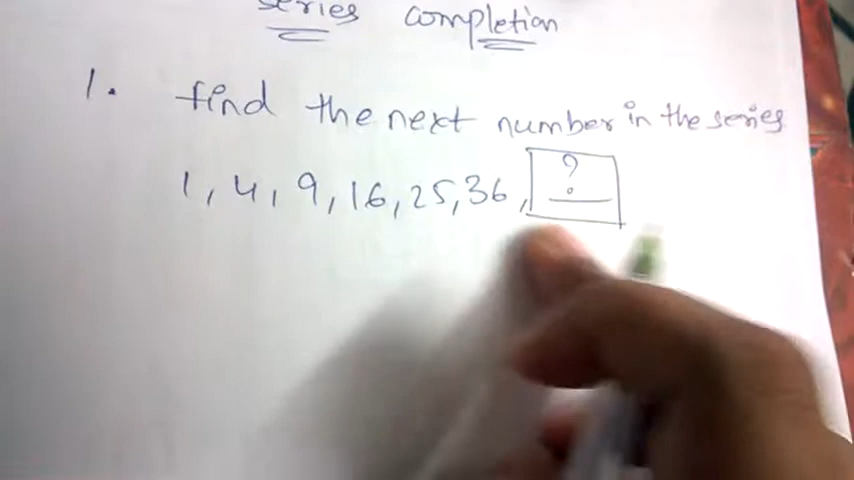 series completion
1. find the next number in the series
1, 4, 9, 16, 25, 36, ?